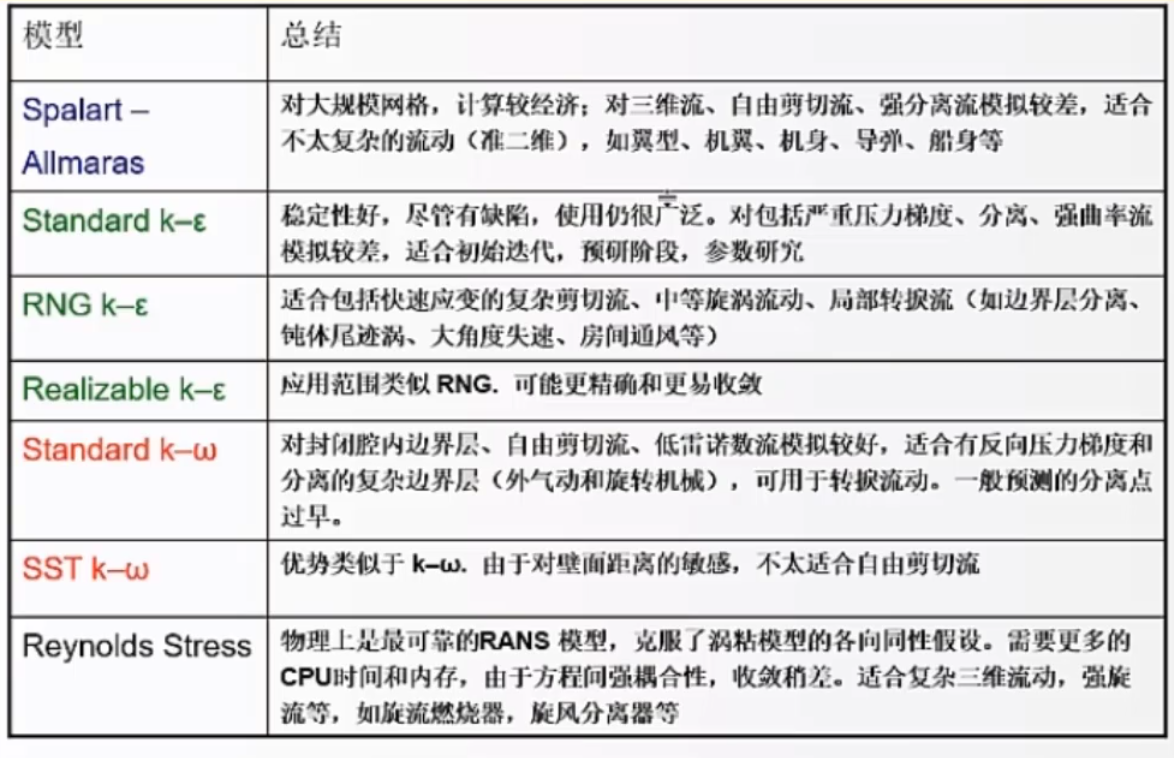 模型
总结
Spalart –
Allmaras
对大规模网格，计算较经济；对三维流、自由剪切流、强分离流模拟较差，适合
不太复杂的流动（准二维），如翼型、机翼、机身、导弹、船身等
Standard k–ε
稳定性好，尽管有缺陷，使用仍很广泛。对包括严重压力梯度、分离、强曲率流
模拟较差，适合初始迭代，预研阶段，参数研究
RNG k–ε
适合包括快速应变的复杂剪切流、中等旋涡流动、局部转捩流（如边界层分离、
钝体尾迹涡、大角度失速、房间通风等）
Realizable k–ε
应用范围类似 RNG. 可能更精确和更易收敛
Standard k–ω
对封闭腔内边界层、自由剪切流、低雷诺数流模拟较好，适合有反向压力梯度和
分离的复杂边界层（外气动和旋转机械），可用于转捩流动。一般预测的分离点
过早。
SST k–ω
优势类似于 k–ω. 由于对壁面距离的敏感，不太适合自由剪切流
Reynolds Stress
物理上是最可靠的RANS 模型，克服了涡粘模型的各向同性假设。需要更多的
CPU时间和内存，由于方程间强耦合性，收敛稍差。适合复杂三维流动，强旋
流等，如旋流燃烧器，旋风分离器等